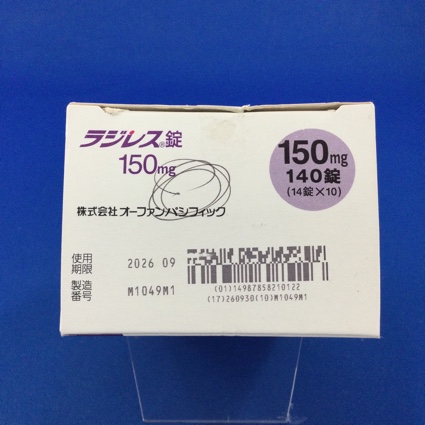 ラジレス®錠
150mg
株式会社 オーファンパシフィック
150mg
140錠
(14錠×10)
使用
期限
2026 09
製造
番号
M1049M1
(01)14987858210122
(17)260930(10)M1049M1